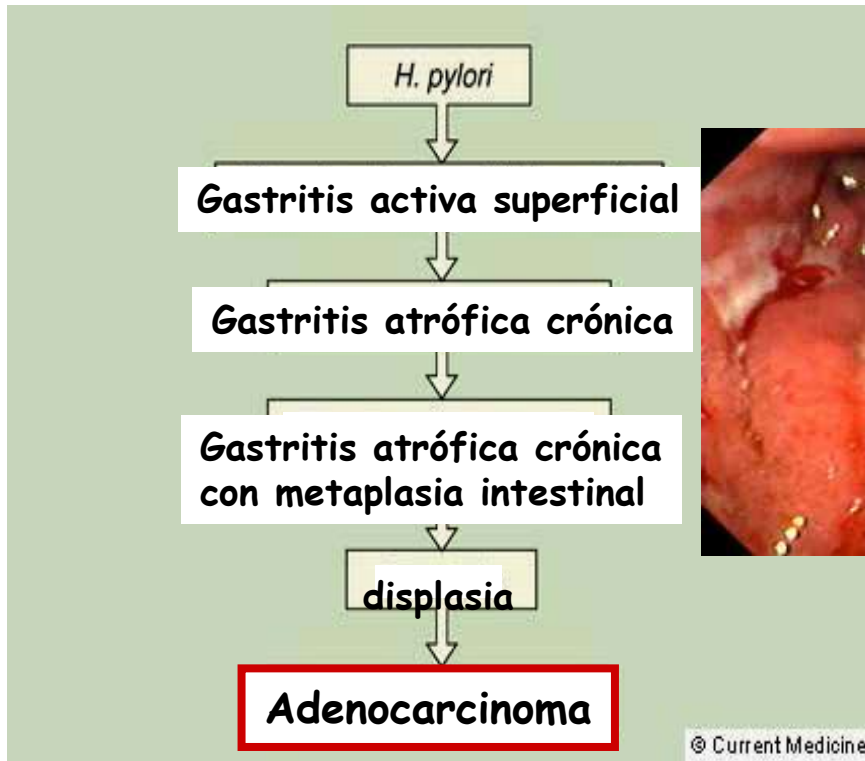 H. pylori
Gastritis activa superficial
Gastritis atrófica crónica
Gastritis atrófica crónica
con metaplasia intestinal
displasia
Adenocarcinoma
© Current Medicine